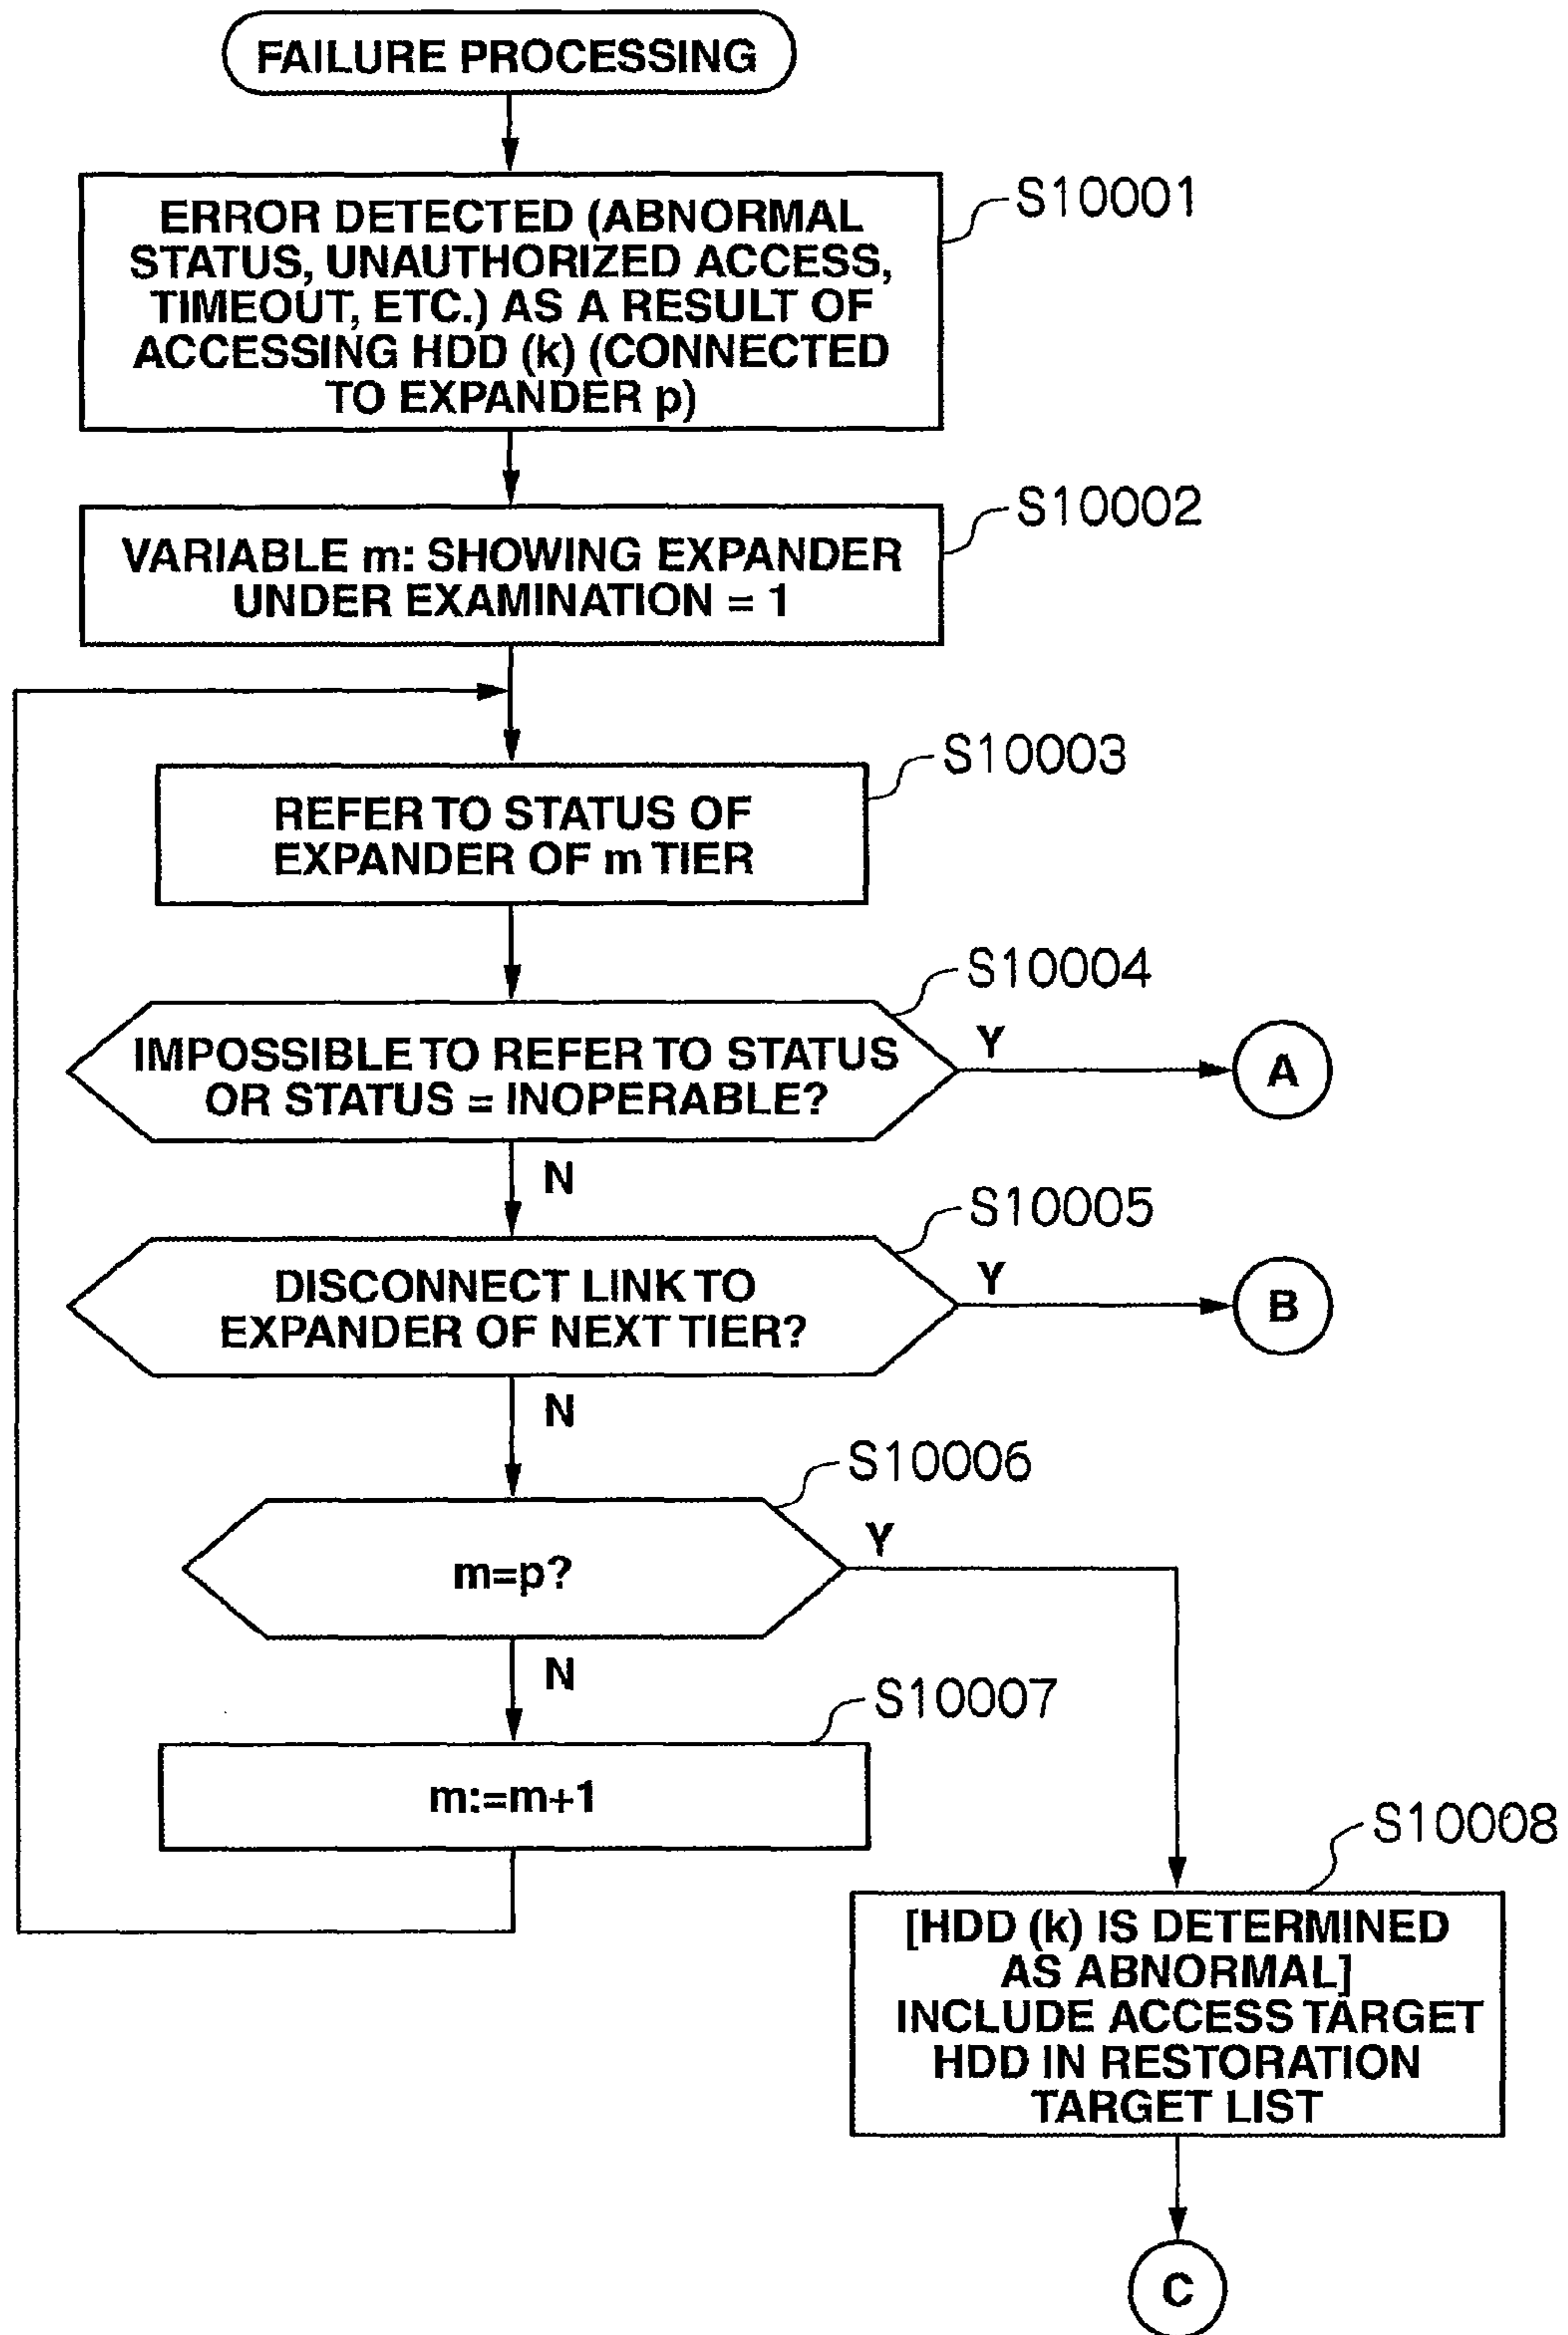 FAILURE PROCESSING
S10001
ERROR DETECTED (ABNORMAL
STATUS, UNAUTHORIZED ACCESS,
TIMEOUT, ETC.) AS A RESULT OF
ACCESSING HDD (k) (CONNECTED
TO EXPANDER p)
S10002
VARIABLE m: SHOWING EXPANDER
UNDER EXAMINATION = 1
S10003
REFER TO STATUS OF
EXPANDER OF m TIER
S10004
IMPOSSIBLE TO REFER TO STATUS
OR STATUS = INOPERABLE?
Y
A
N
S10005
DISCONNECT LINK TO
EXPANDER OF NEXT TIER?
Y
B
N
S10006
m=p?
Y
N
S10007
m:=m+1
S10008
[HDD (k) IS DETERMINED
AS ABNORMAL]
INCLUDE ACCESS TARGET
HDD IN RESTORATION
TARGET LIST
C